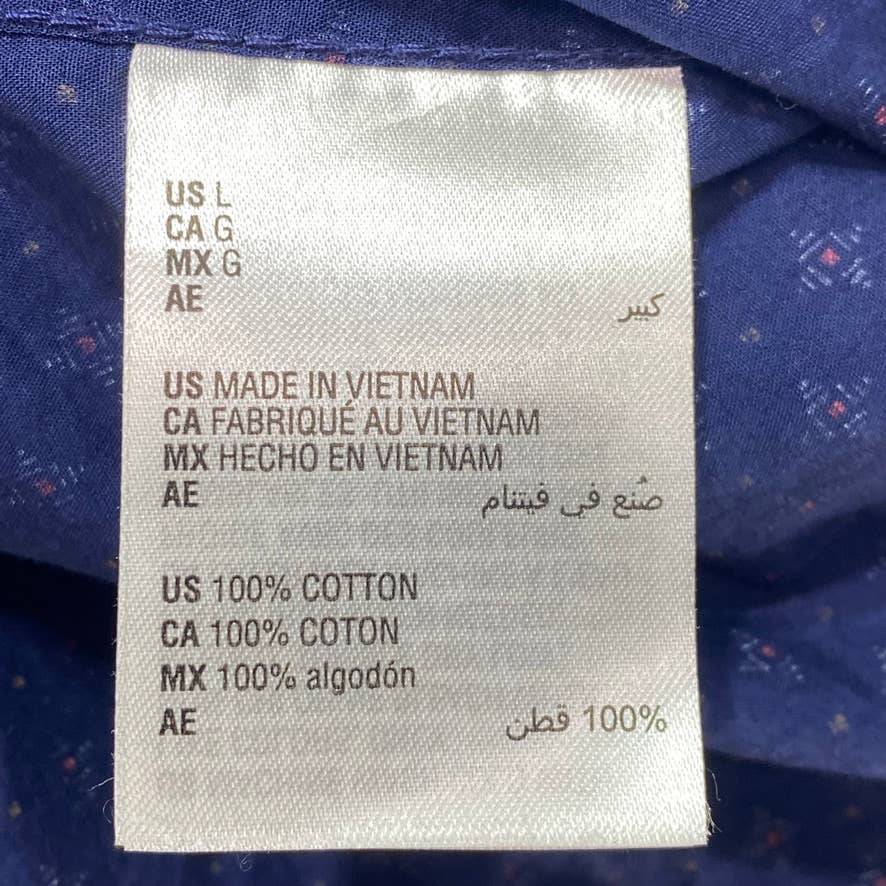 US L
CA G
MX G
AE كبير
US MADE IN VIETNAM
CA FABRIQUÉ AU VIETNAM
MX HECHO EN VIETNAM
AE صُنع في فيتنام
US 100% COTTON
CA 100% COTON
MX 100% algodón
AE 100% قطن